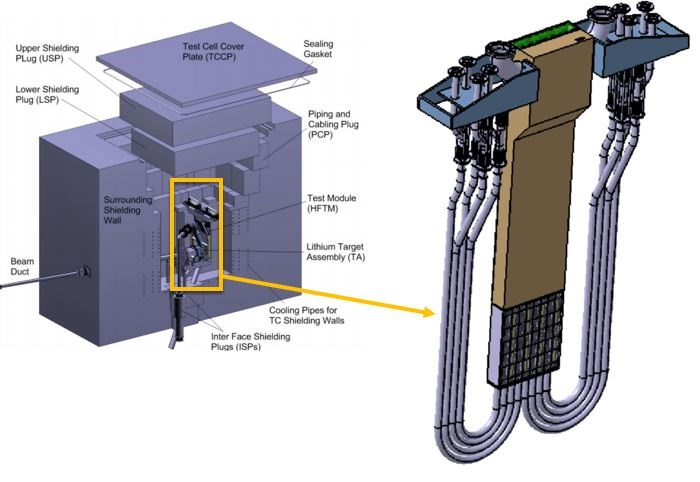 Test Cell Cover
Plate (TCCP)
Sealing
Gasket
Upper Shielding
PLug (USP)
Lower Shielding
Plug (LSP)
Piping and
Cabling Plug
(PCP)
Surrounding
Shielding
Wall
Test Module
(HFTM)
Lithium Target
Assembly (TA)
Beam
Duct
Cooling Pipes for
TC Shielding Walls
Inter Face Shielding
Plugs (ISPs)